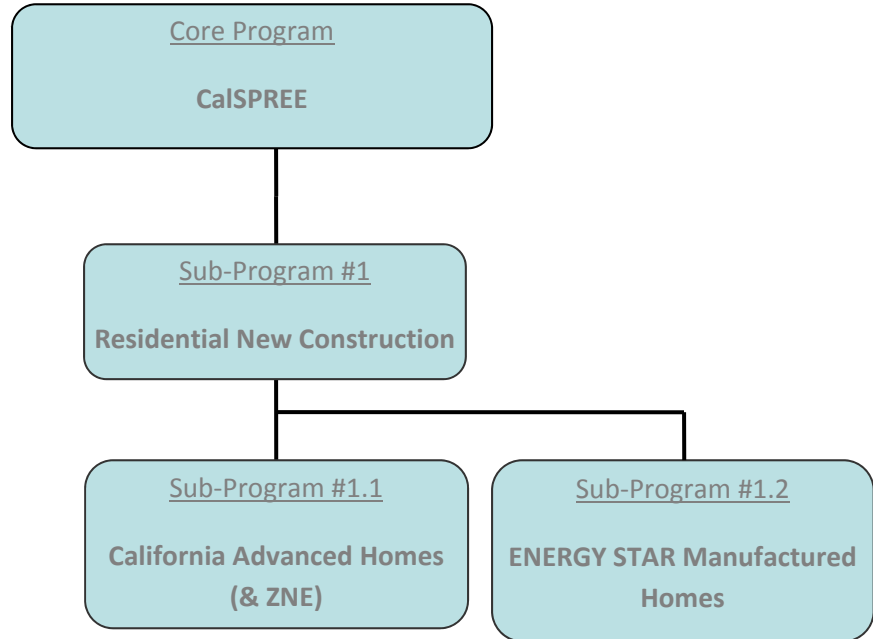 Core Program
CalSPREE
Sub-Program #1
Residential New Construction
Sub-Program #1.1
California Advanced Homes
(& ZNE)
Sub-Program #1.2
ENERGY STAR Manufactured
Homes